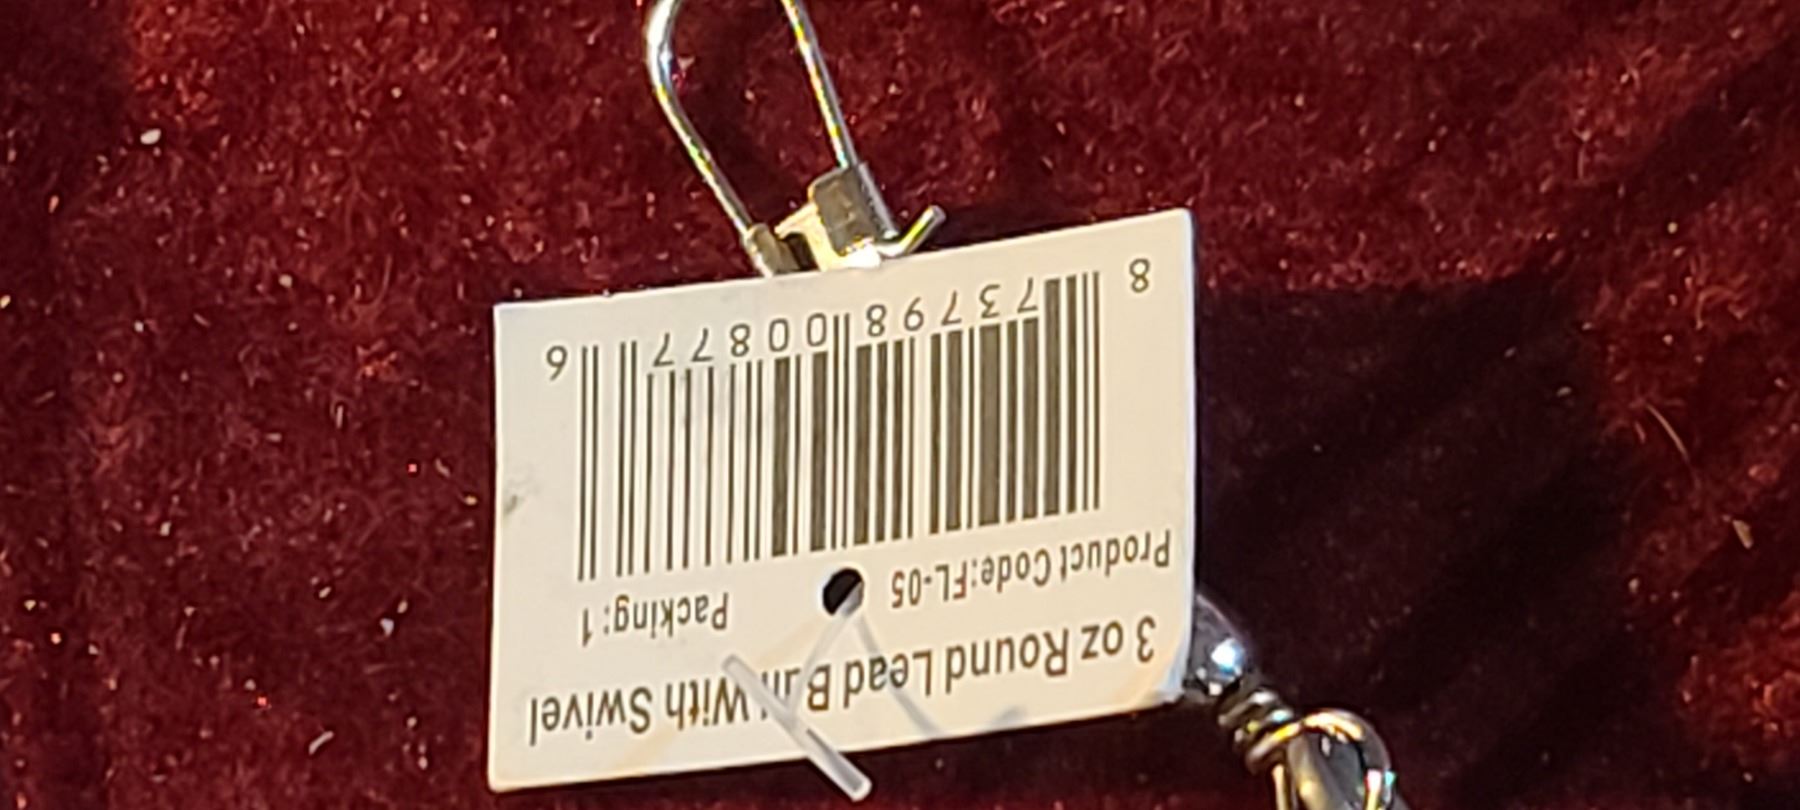 3 oz Round Lead With Swivel
Product Code:FL-05 Packing: 1
8 73798 00877 6